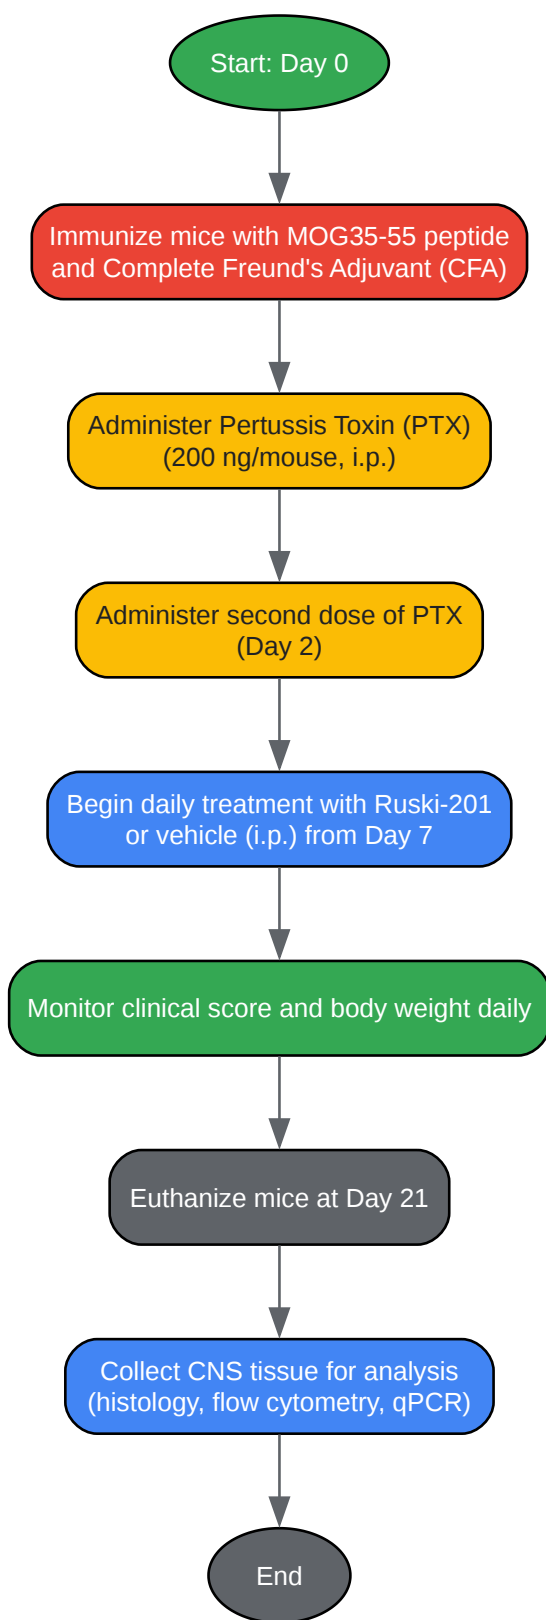 Start: Day 0
Immunize mice with MOG35-55 peptide
and Complete Freund's Adjuvant (CFA)
Administer Pertussis Toxin (PTX)
(200 ng/mouse, i.p.)
Administer second dose of PTX
(Day 2)
Begin daily treatment with Ruski-201
or vehicle (i.p.) from Day 7
Monitor clinical score and body weight daily
Euthanize mice at Day 21
Collect CNS tissue for analysis
(histology, flow cytometry, qPCR)
End